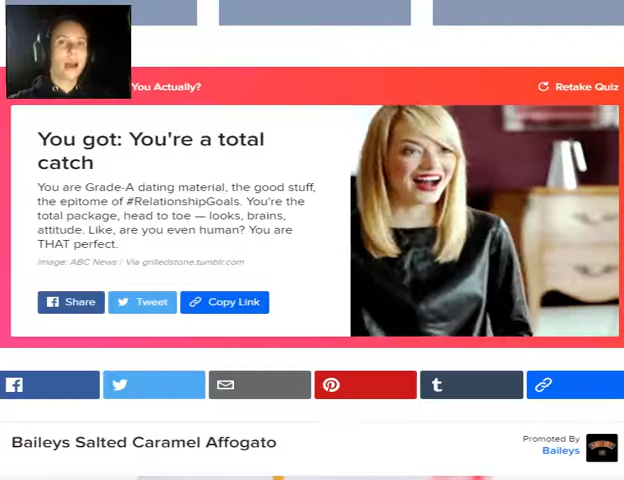 You Actually?
Retake Quiz
You got: You're a total
catch
You are Grade-A dating material, the good stuff,
the epitome of #RelationshipGoals. You're the
total package, head to toe — looks, brains,
attitude. Like, are you even human? You are
THAT perfect.
Image: ABC News / Via grilledstone.tumblr.com
Share
Tweet
Copy Link
Baileys Salted Caramel Affogato
Promoted By
Baileys